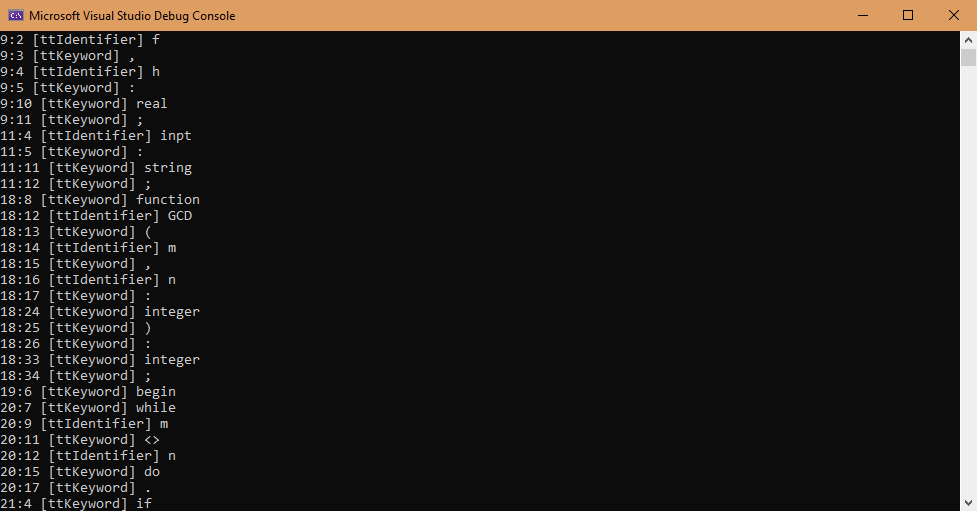 Microsoft Visual Studio Debug Console
9:2 [ttIdentifier] f
9:3 [ttKeyword] ,
9:4 [ttIdentifier] h
9:5 [ttKeyword] :
9:10 [ttKeyword] real
9:11 [ttKeyword] ;
11:4 [ttIdentifier] inpt
11:5 [ttKeyword] :
11:11 [ttKeyword] string
11:12 [ttKeyword] ;
18:8 [ttKeyword] function
18:12 [ttIdentifier] GCD
18:13 [ttKeyword] (
18:14 [ttIdentifier] m
18:15 [ttKeyword] ,
18:16 [ttIdentifier] n
18:17 [ttKeyword] :
18:24 [ttKeyword] integer
18:25 [ttKeyword] )
18:26 [ttKeyword] :
18:33 [ttKeyword] integer
18:34 [ttKeyword] ;
19:6 [ttKeyword] begin
20:7 [ttKeyword] while
20:9 [ttIdentifier] m
20:11 [ttKeyword] <>
20:12 [ttIdentifier] n
20:15 [ttKeyword] do
20:17 [ttKeyword] .
21:4 [ttKeyword] if